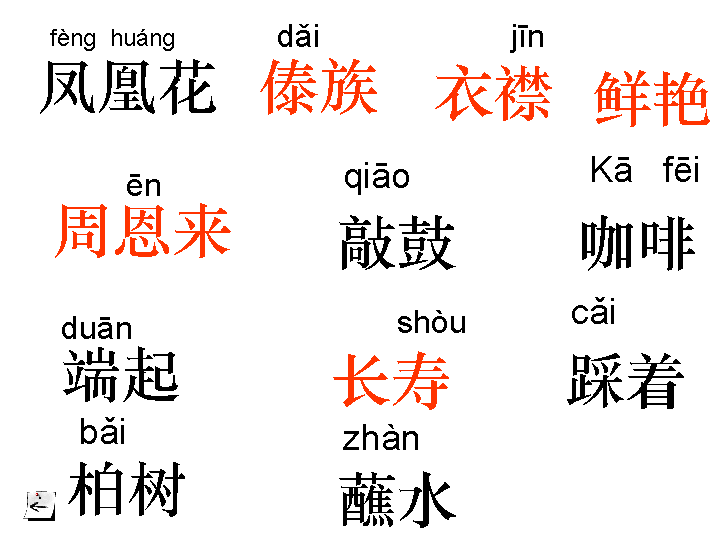 fèng huáng dǎi jīn
凤凰花 傣族 衣襟 鲜艳
ēn qiāo Kā fēi
周恩来 敲鼓 咖啡
duān shòu cǎi
端起 长寿 踩着
bǎi zhàn
柏树 蘸水